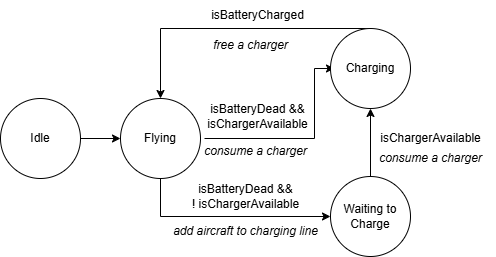 isBatteryCharged
free a charger
Charging
isBatteryDead &&
isChargerAvailable
consume a charger
Idle
Flying
isChargerAvailable
consume a charger
isBatteryDead &&
! isChargerAvailable
add aircraft to charging line
Waiting to
Charge